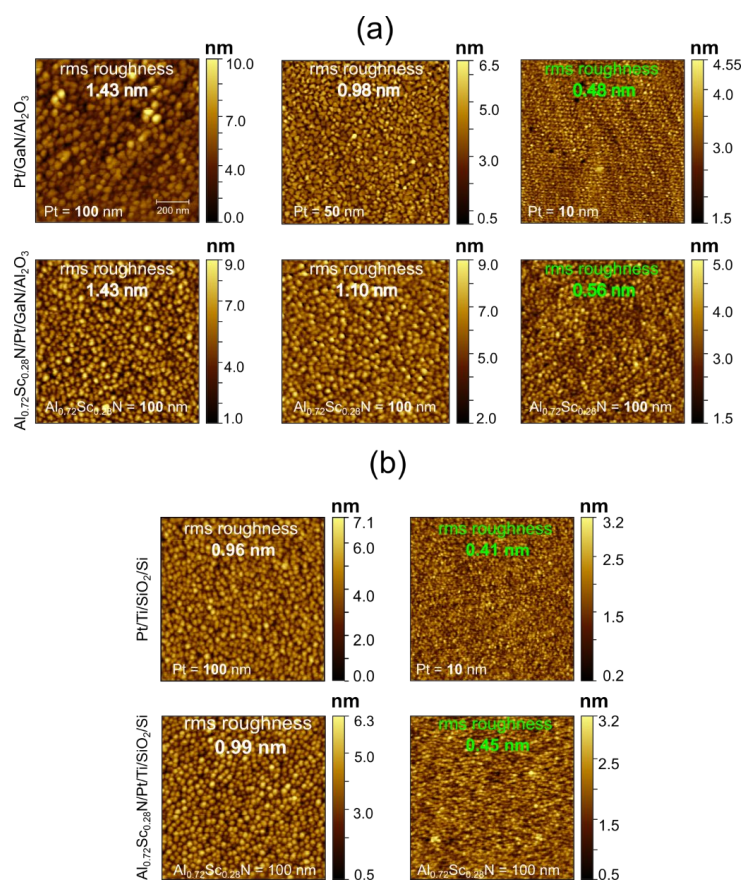 (a)
nm
nm
nm
rms roughness
1.43 nm
10.0
7.0
3.0
0.0
Pt = 100 nm
200 nm
Pt/GaN/Al₂O₃
rms roughness
0.98 nm
6.5
5.0
3.0
0.5
Pt = 50 nm
rms roughness
0.48 nm
4.55
4.0
3.0
1.5
Pt = 10 nm
nm
nm
nm
rms roughness
1.43 nm
9.0
7.0
5.0
3.0
1.0
Al₀.₇₂Sc₀.₂₈N = 100 nm
Al₀.₇₂Sc₀.₂₈N/Pt/GaN/Al₂O₃
rms roughness
1.10 nm
9.0
7.0
5.0
2.0
Al₀.₇₂Sc₀.₂₈N = 100 nm
rms roughness
0.56 nm
5.0
4.0
3.0
1.5
Al₀.₇₂Sc₀.₂₈N = 100 nm
(b)
nm
nm
rms roughness
0.96 nm
7.1
6.0
4.0
2.0
0.0
Pt = 100 nm
Pt/Ti/SiO₂/Si
rms roughness
0.41 nm
3.2
2.5
1.5
0.2
Pt = 10 nm
nm
nm
rms roughness
0.99 nm
6.3
5.0
3.0
0.5
Al₀.₇₂Sc₀.₂₈N = 100 nm
Al₀.₇₂Sc₀.₂₈N/Pt/Ti/SiO₂/Si
rms roughness
0.45 nm
3.2
2.5
1.5
0.5
Al₀.₇₂Sc₀.₂₈N = 100 nm